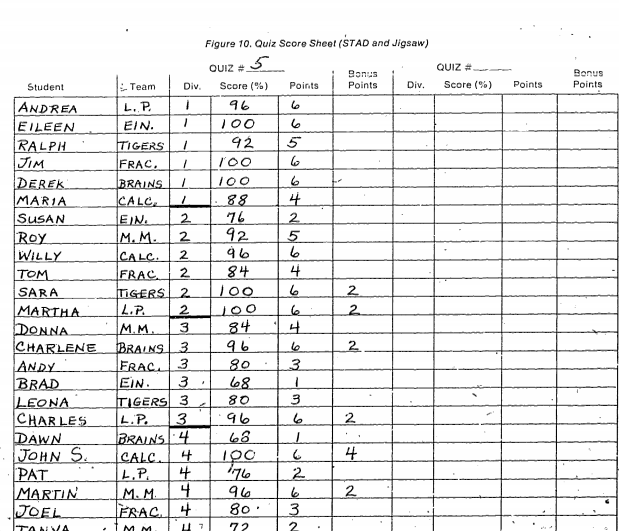 Figure 10. Quiz Score Sheet (STAD and Jigsaw)
QUIZ # 5 QUIZ #
Student Team Div. Score (%) Points Bonus Points Div. Score (%) Points Bonus Points
ANDREA L.P. 1 96 6
EILEEN EIN. 1 100 6
RALPH TIGERS 1 92 5
JIM FRAC. 1 100 6
DEREK BRAINS 1 100 6
MARIA CALC. 1 88 4
SUSAN EIN. 2 76 2
ROY M.M. 2 92 5
WILLY CALC. 2 96 6
TOM FRAC. 2 84 4
SARA TIGERS 2 100 6 2
MARTHA L.P. 2 100 6 2
DONNA M.M. 3 84 4
CHARLENE BRAINS 3 96 6 2
ANDY FRAC. 3 80 3
BRAD EIN. 3 68 1
LEONA TIGERS 3 80 3
CHARLES L.P. 3 96 6 2
DAWN BRAINS 4 68 1
JOHN S. CALC. 4 100 6 4
PAT L.P. 4 76 2
MARTIN M.M. 4 96 6 2
JOEL FRAC. 4 80 3
TANYA M.M. 4 72 2